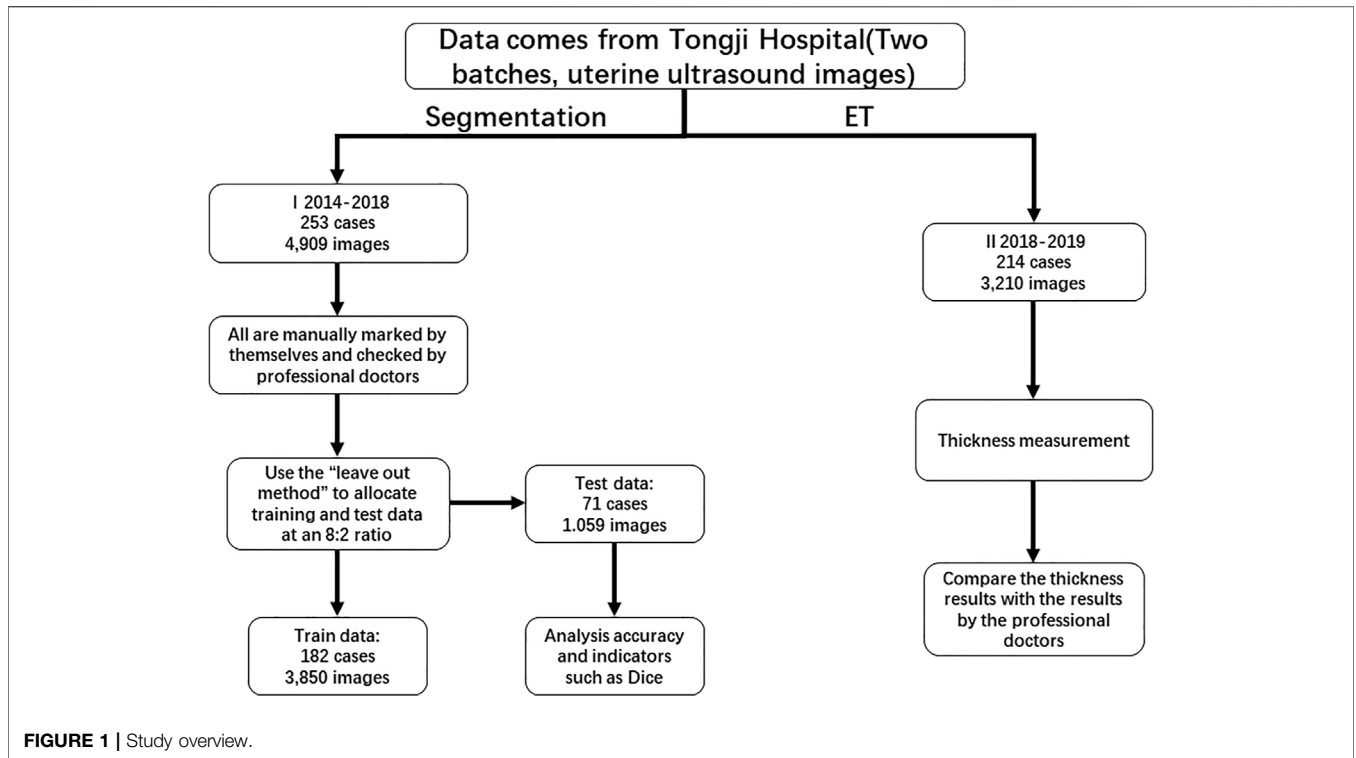 Data comes from Tongji Hospital(Two
batches, uterine ultrasound images)
Segmentation
ET
I 2014-2018
253 cases
4,909 images
II 2018-2019
214 cases
3,210 images
All are manually marked by
themselves and checked by
professional doctors
Thickness measurement
Use the “leave out
method” to allocate
training and test data
at an 8:2 ratio
Test data:
71 cases
1.059 images
Compare the thickness
results with the results
by the professional
doctors
Train data:
182 cases
3,850 images
Analysis accuracy
and indicators
such as Dice
FIGURE 1 | Study overview.